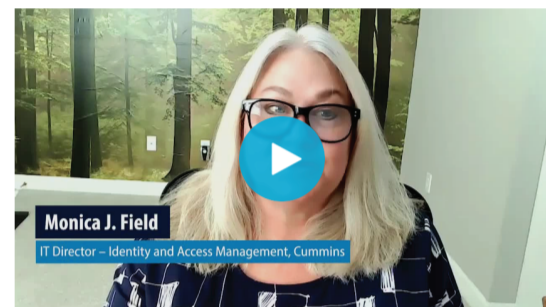 Monica J. Field
IT Director – Identity and Access Management, Cummins